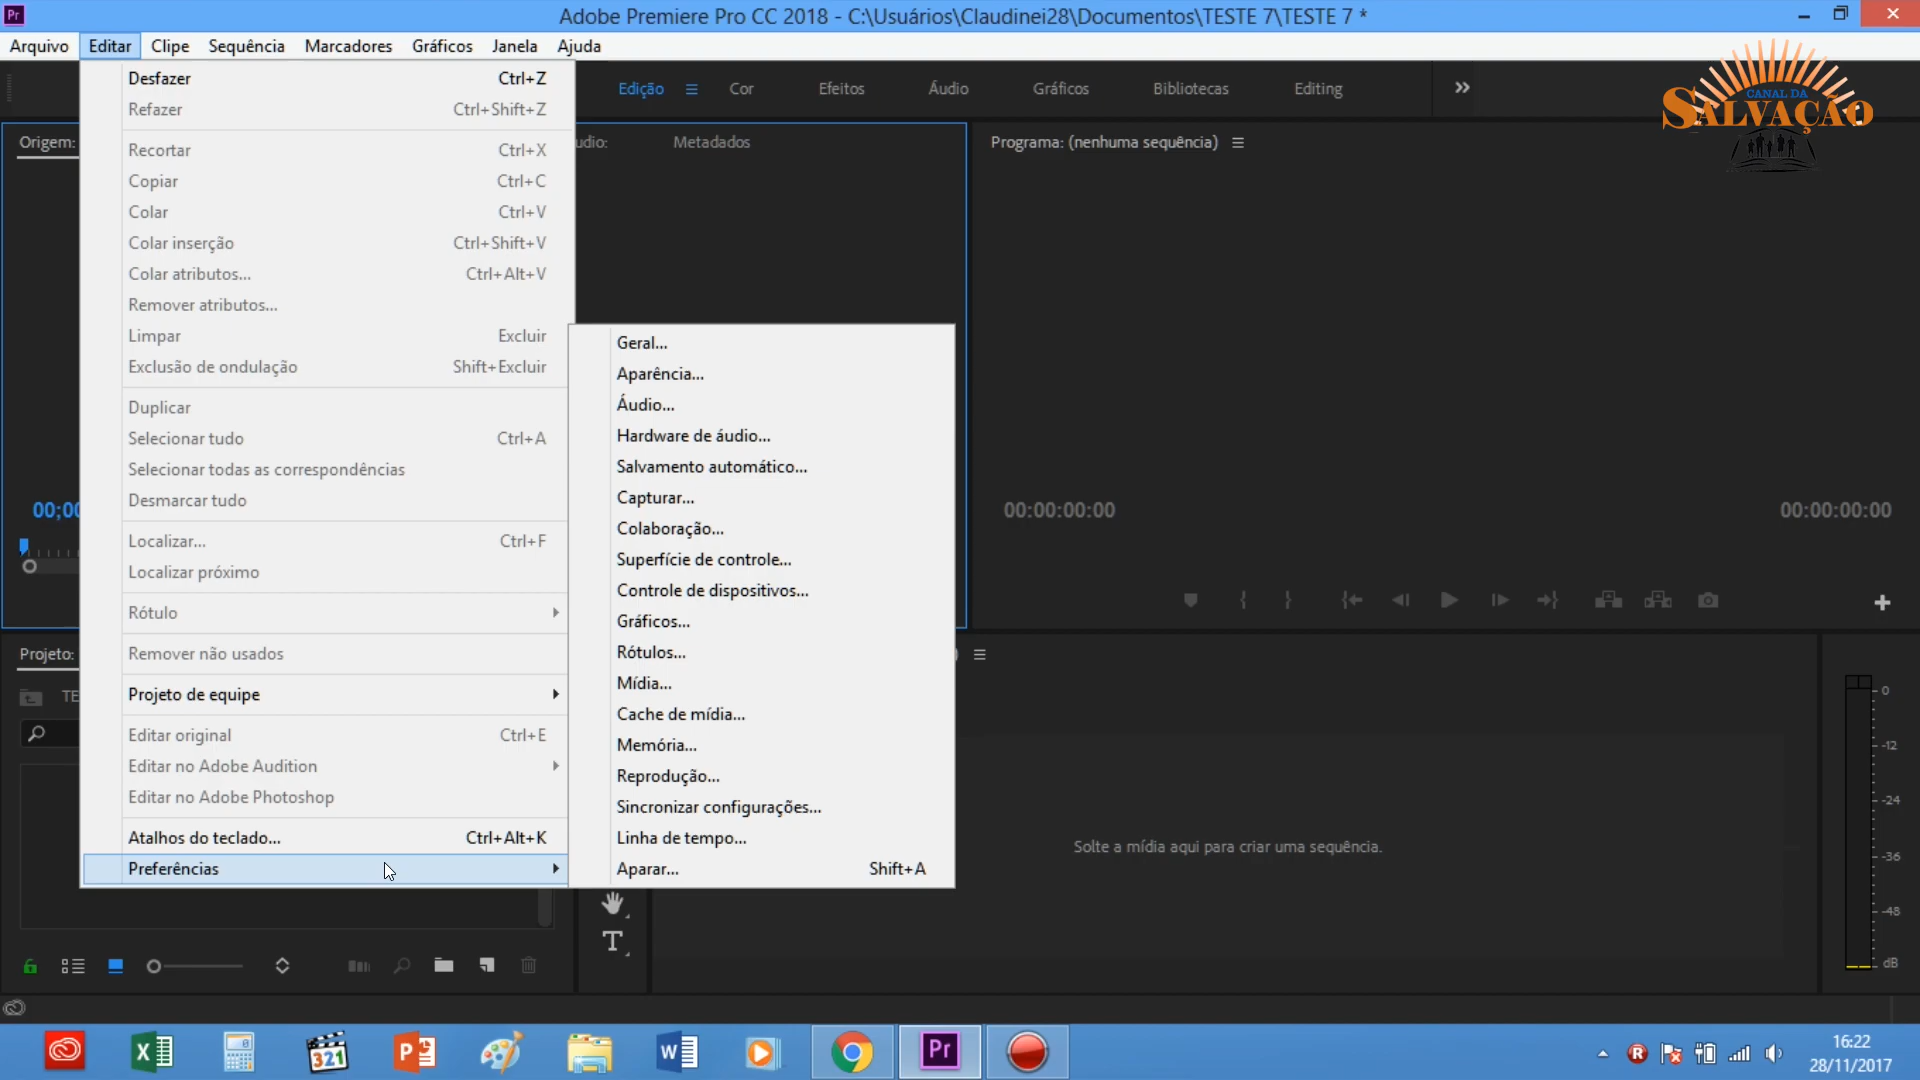 Pr
Adobe Premiere Pro CC 2018 - C:\Usuários\Claudinei28\Documentos\TESTE 7\TESTE 7 *
Arquivo Editar Clipe Sequência Marcadores Gráficos Janela Ajuda
Edição Cor Efeitos Áudio Gráficos Bibliotecas Editing
CANAL DA
SALVAÇÃO
Origem: udio: Metadados
Programa: (nenhuma sequência)
Desfazer Ctrl+Z
Refazer Ctrl+Shift+Z
Recortar Ctrl+X
Copiar Ctrl+C
Colar Ctrl+V
Colar inserção Ctrl+Shift+V
Colar atributos... Ctrl+Alt+V
Remover atributos...
Limpar Excluir
Exclusão de ondulação Shift+Excluir
Duplicar
Selecionar tudo Ctrl+A
Selecionar todas as correspondências
Desmarcar tudo
Localizar... Ctrl+F
Localizar próximo
Rótulo
Remover não usados
Projeto de equipe
Editar original Ctrl+E
Editar no Adobe Audition
Editar no Adobe Photoshop
Atalhos do teclado... Ctrl+Alt+K
Preferências
Geral...
Aparência...
Áudio...
Hardware de áudio...
Salvamento automático...
Capturar...
Colaboração...
Superfície de controle...
Controle de dispositivos...
Gráficos...
Rótulos...
Mídia...
Cache de mídia...
Memória...
Reprodução...
Sincronizar configurações...
Linha de tempo...
Aparar... Shift+A
00;00
00:00:00:00 00:00:00:00
Projeto:
TE
Solte a mídia aqui para criar uma sequência.
0
-12
-24
-36
-48
dB
T
321
Pr
R
16:22
28/11/2017